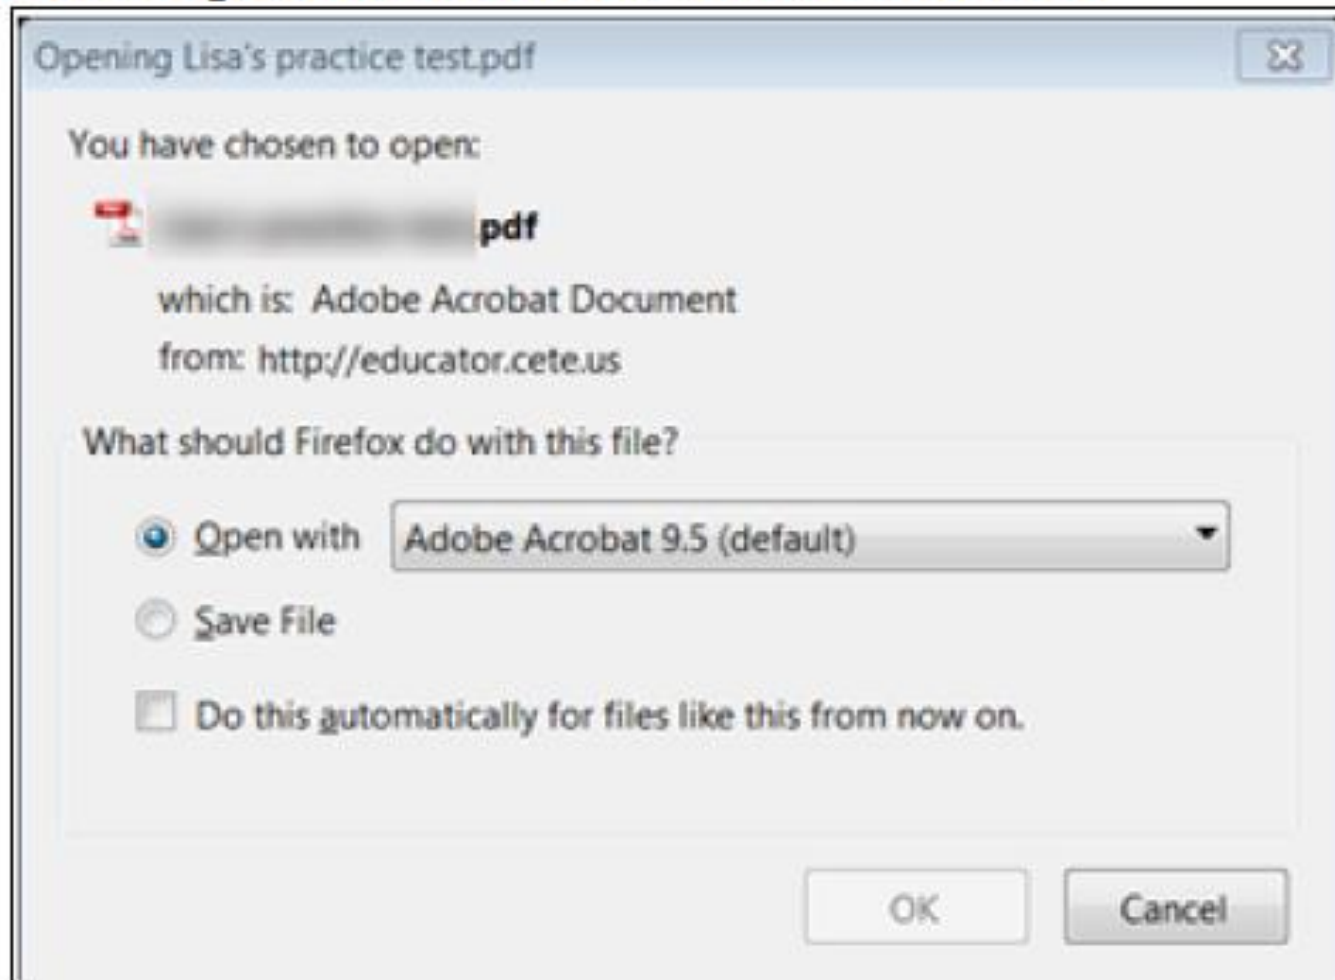 Opening Lisa's practice test.pdf
You have chosen to open:
.pdf
which is: Adobe Acrobat Document
from: http://educator.cete.us
What should Firefox do with this file?
Open with Adobe Acrobat 9.5 (default)
Save File
Do this automatically for files like this from now on.
OK Cancel